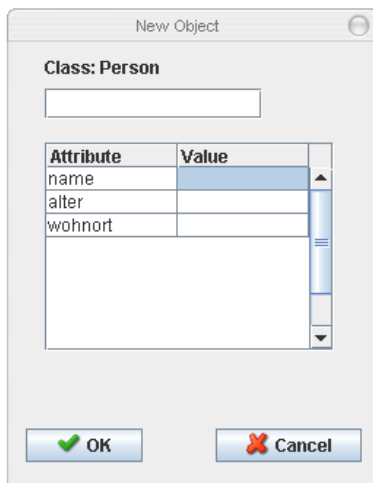 New Object
Class: Person
Attribute Value
name
alter
wohnort
OK Cancel